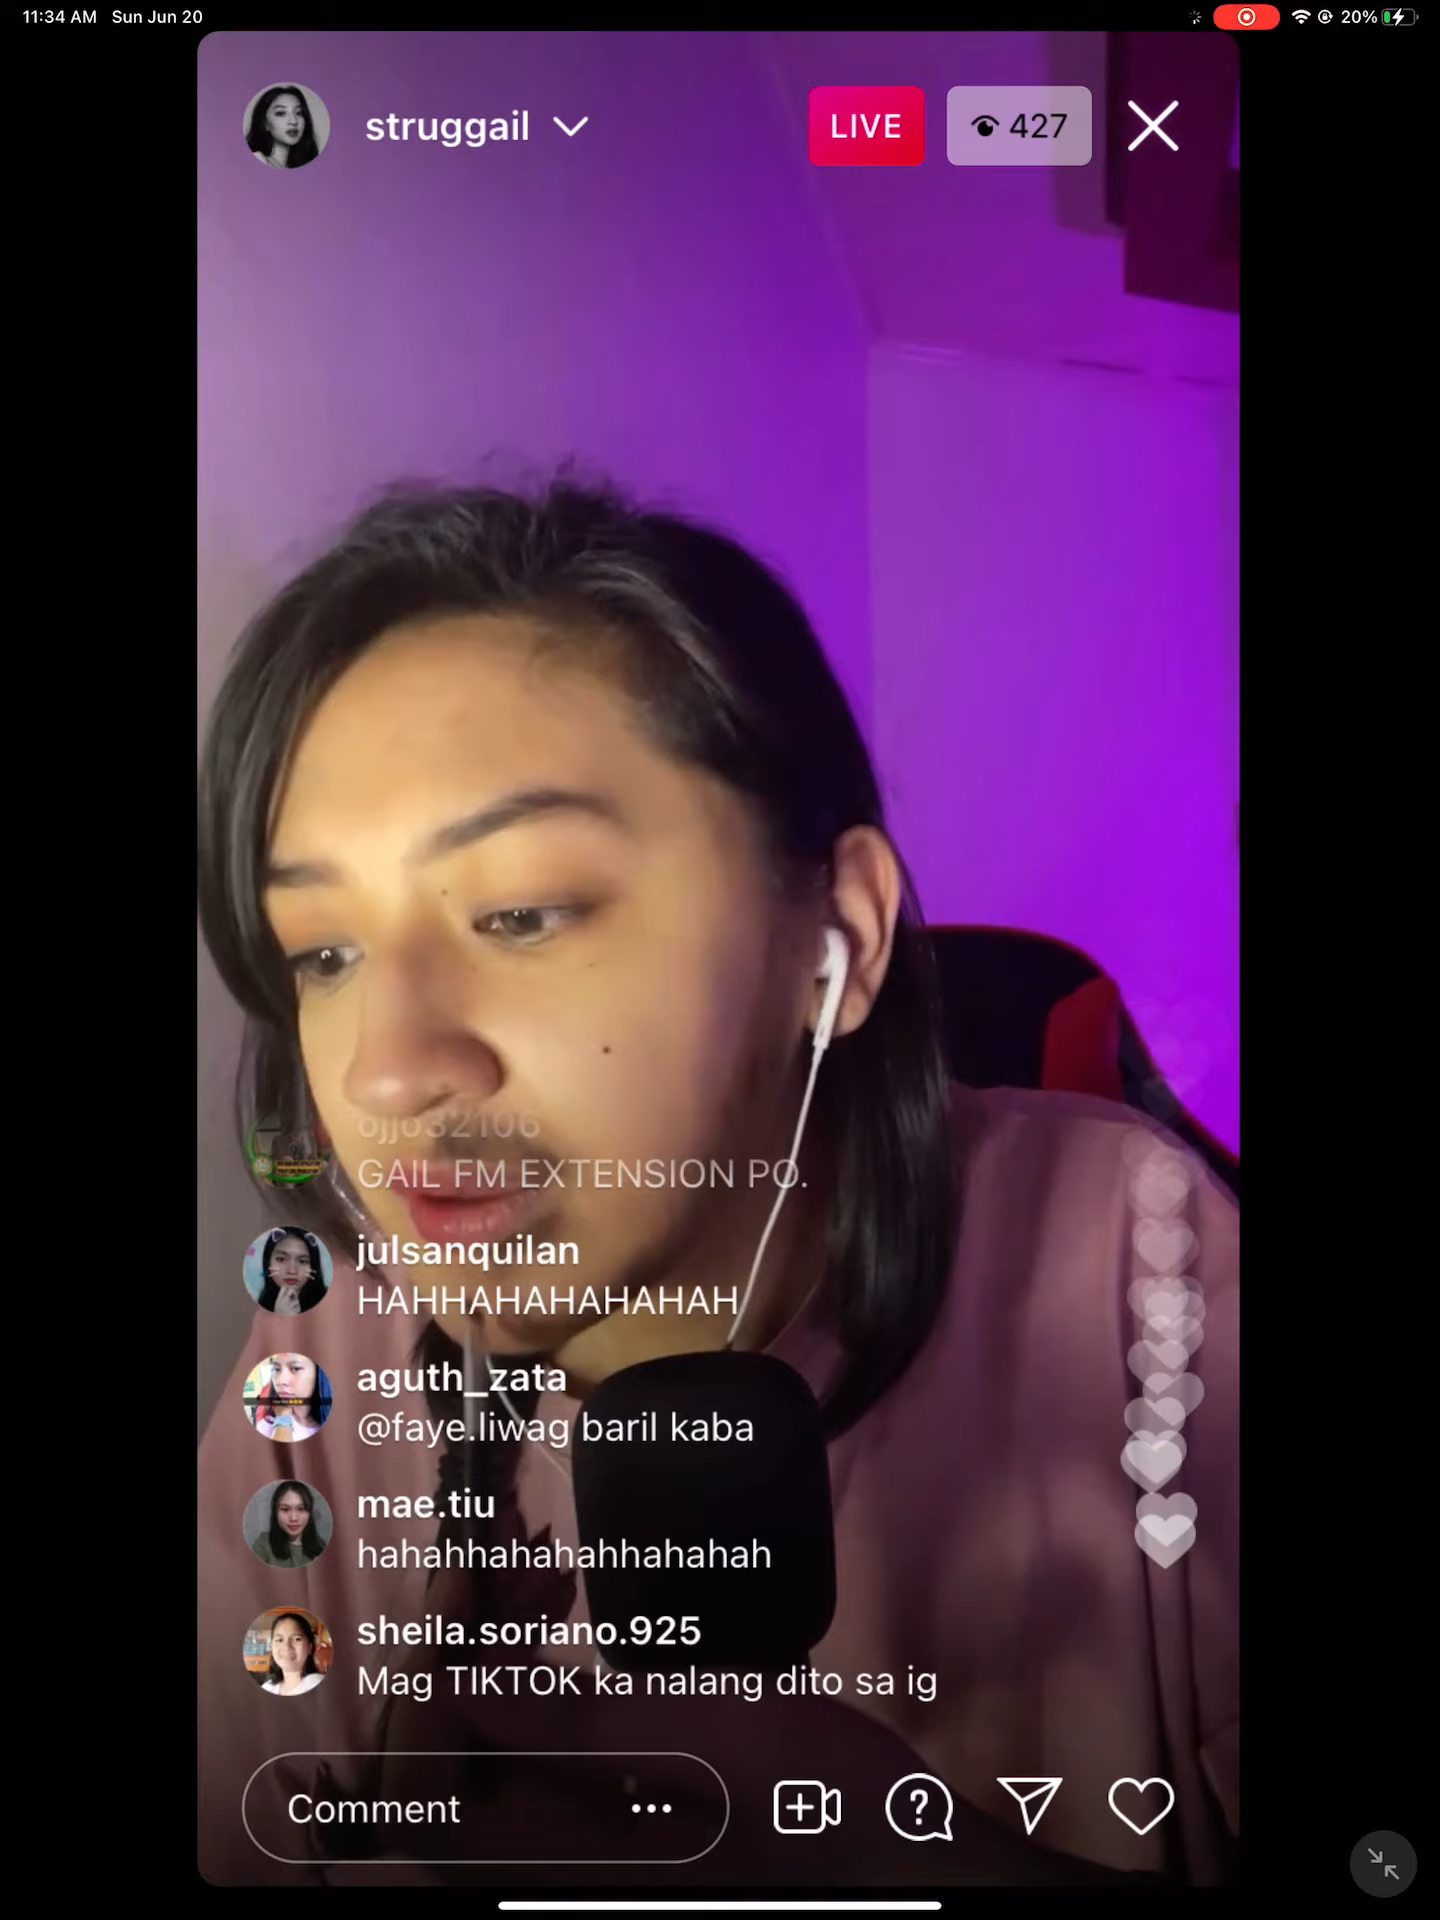 11:34 AM Sun Jun 20
20%
struggail
LIVE
427
ojjo32106
GAIL FM EXTENSION PO.
julsanquilan
HAHHAHAHAHAHAH
aguth_zata
@faye.liwag baril kaba
mae.tiu
hahahhahahahhahahah
sheila.soriano.925
Mag TIKTOK ka nalang dito sa ig
Comment